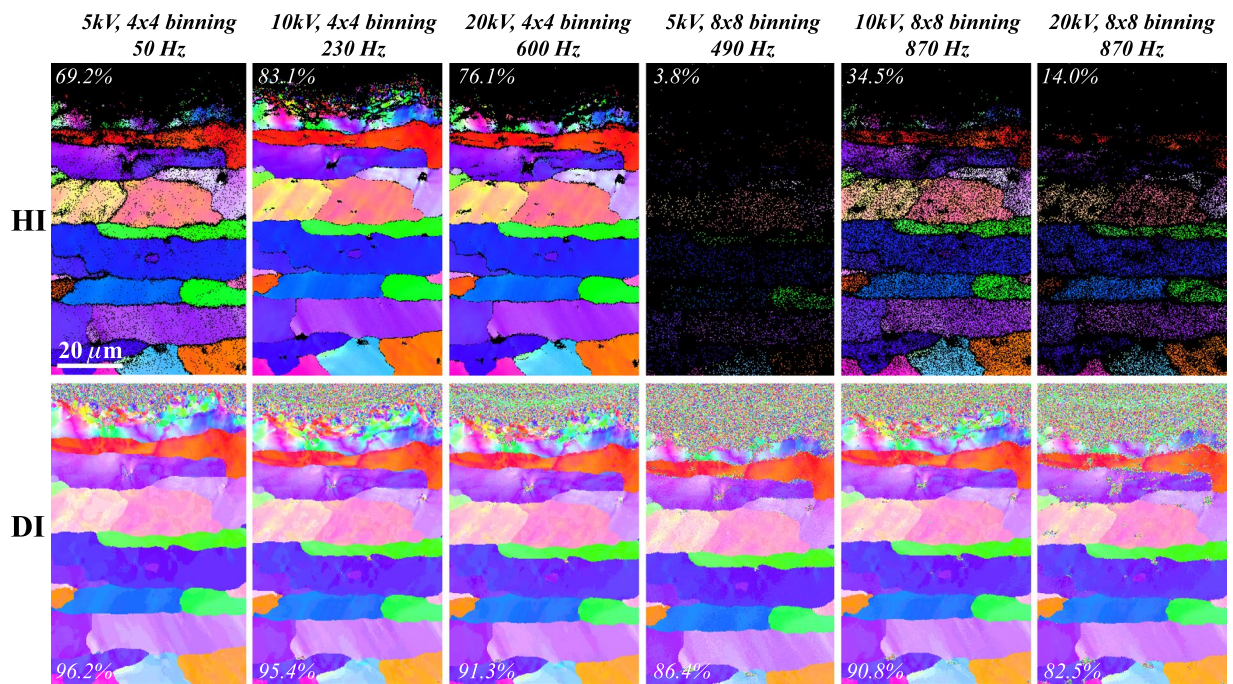 5kV, 4x4 binning
50 Hz
10kV, 4x4 binning
230 Hz
20kV, 4x4 binning
600 Hz
5kV, 8x8 binning
490 Hz
10kV, 8x8 binning
870 Hz
20kV, 8x8 binning
870 Hz
HI
69.2%
83.1%
76.1%
3.8%
34.5%
14.0%
20 μm
DI
96.2%
95.4%
91.3%
86.4%
90.8%
82.5%